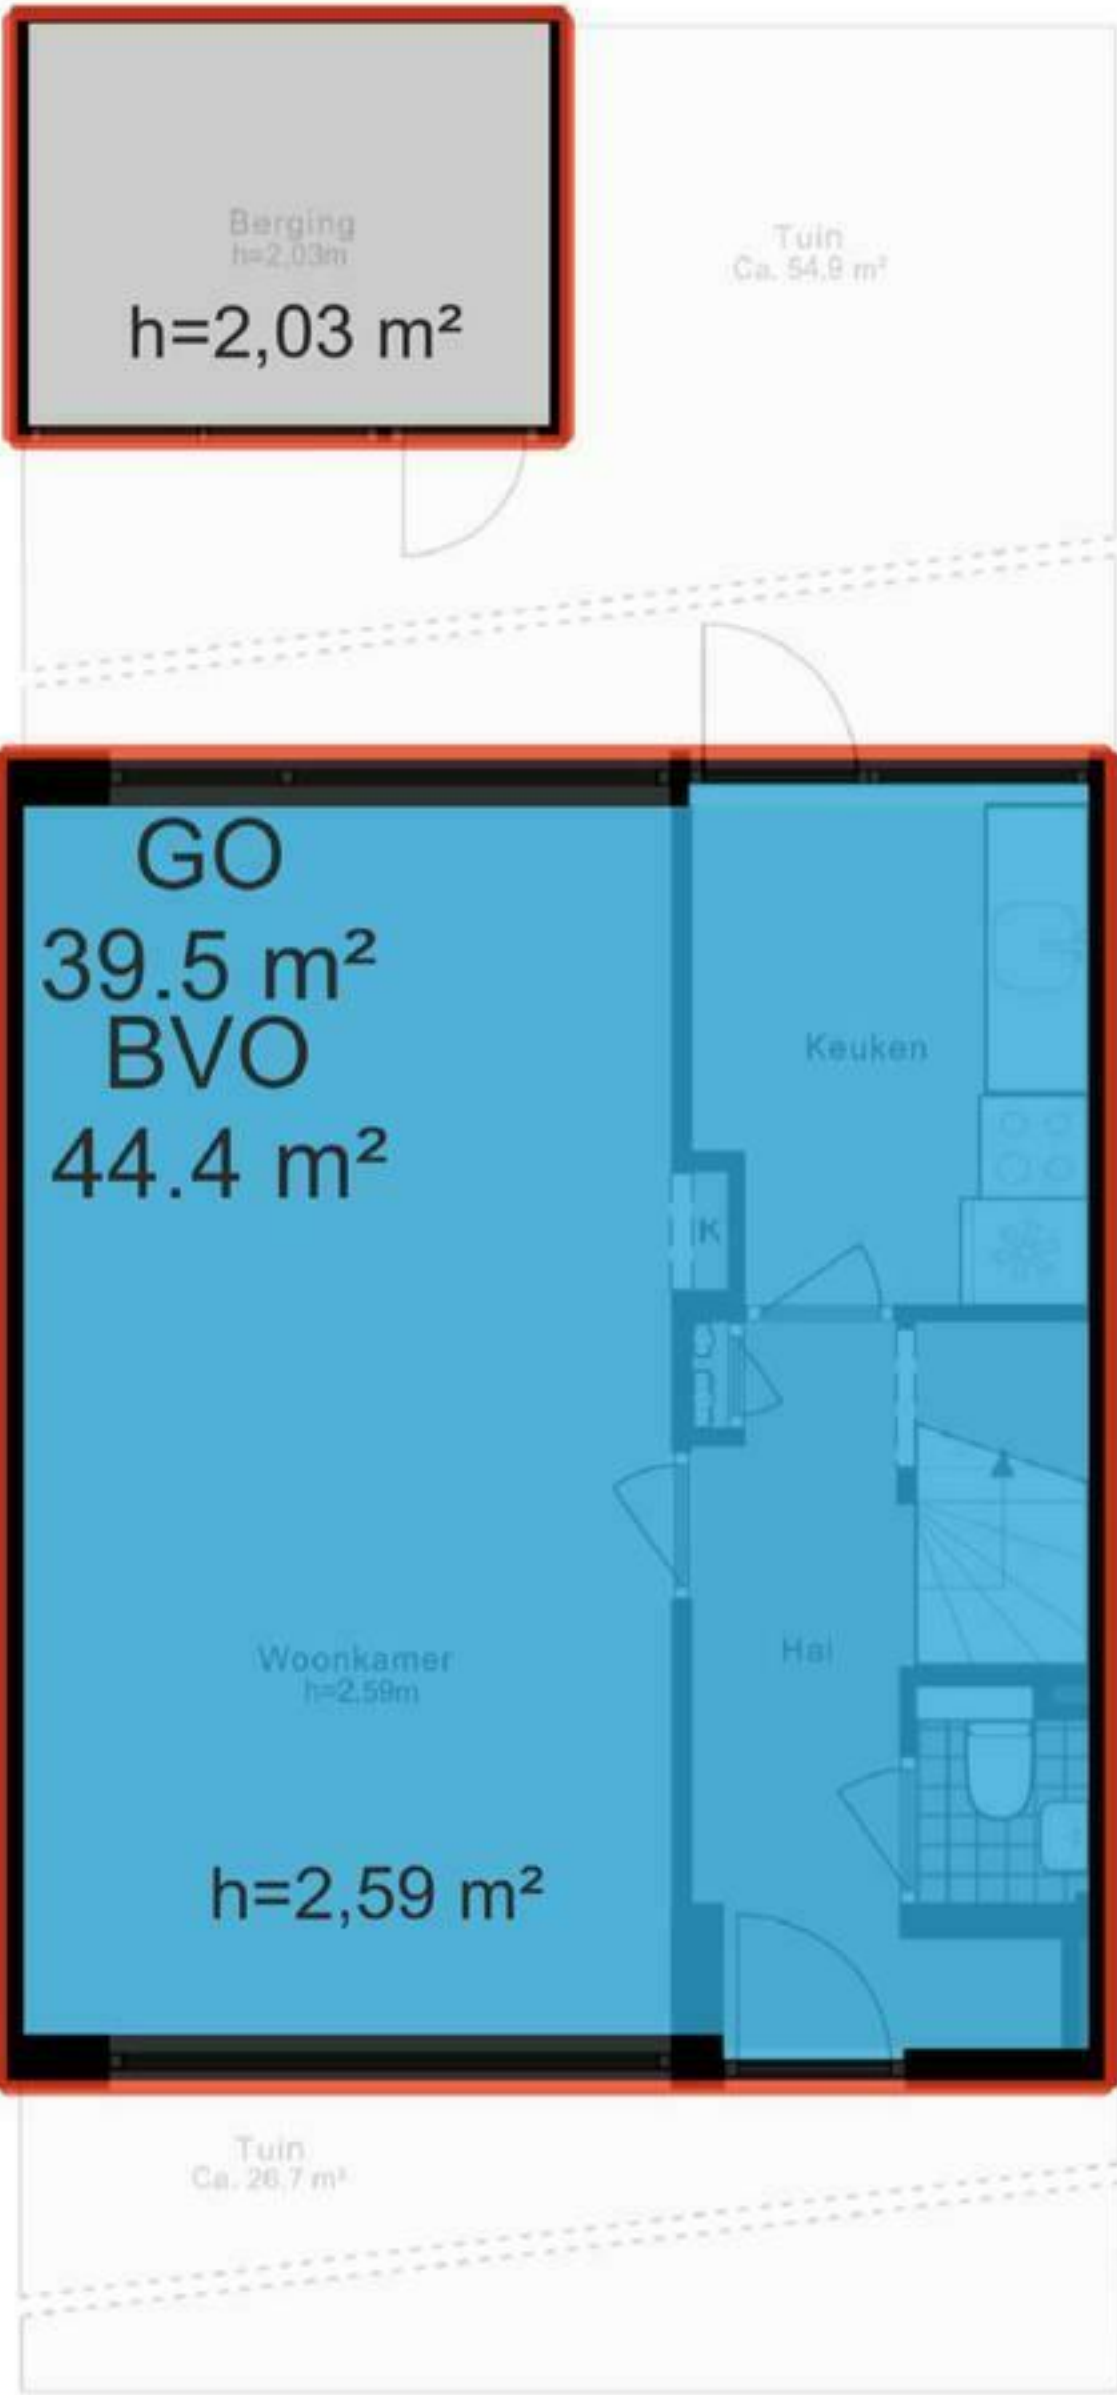 Berging
h=2,03m
h=2,03 m²
Tuin
Ca. 54,9 m²
GO
39.5 m²
BVO
44.4 m²
Keuken
K
Woonkamer
h=2,59m
Hal
h=2,59 m²
Tuin
Ca. 26,7 m²